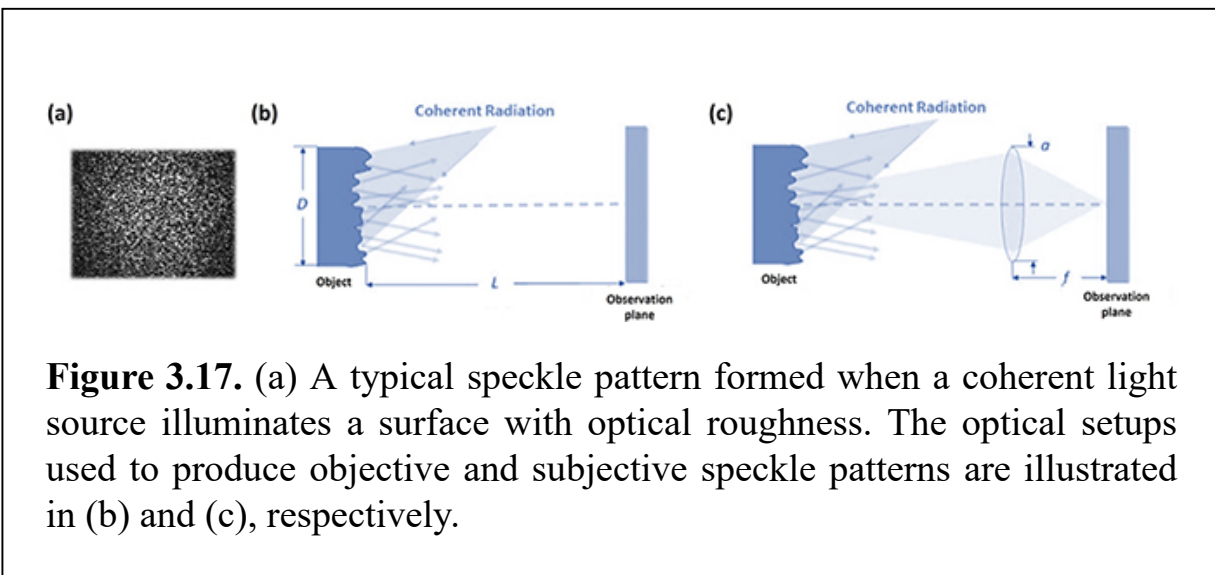 (a)
(b)
Coherent Radiation
D
Object
L
Observation
plane
(c)
Coherent Radiation
a
Object
f
Observation
plane
Figure 3.17. (a) A typical speckle pattern formed when a coherent light
source illuminates a surface with optical roughness. The optical setups
used to produce objective and subjective speckle patterns are illustrated
in (b) and (c), respectively.